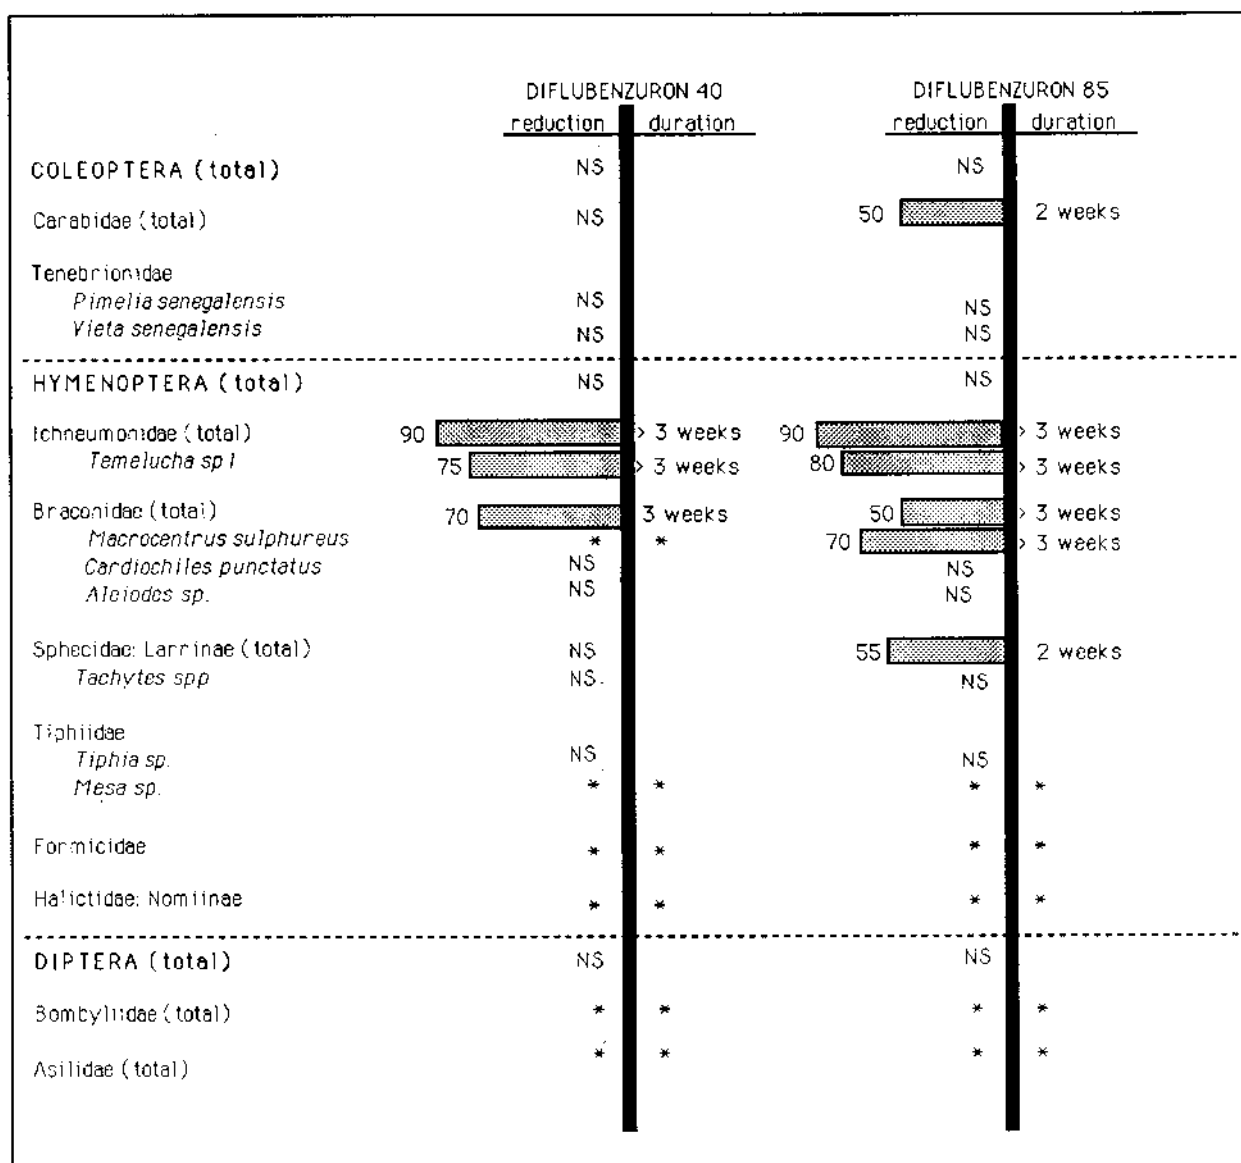 DIFLUBENZURON 40 DIFLUBENZURON 85
reduction duration reduction duration
COLEOPTERA (total) NS NS
Carabidae (total) NS 50 2 weeks
Tenebrionidae
Pimelia senegalensis NS NS
Vieta senegalensis NS NS
HYMENOPTERA (total) NS NS
Ichneumonidae (total) 90 > 3 weeks 90 > 3 weeks
Temelucha sp 1 75 > 3 weeks 80 > 3 weeks
Braconidae (total) 70 3 weeks 50 > 3 weeks
Macrocentrus sulphureus * * 70 > 3 weeks
Cardiochiles punctatus NS NS
Aleiodes sp. NS NS
Sphecidae: Larrinae (total) NS 55 2 weeks
Tachytes spp NS. NS
Tiphiidae
Tiphia sp. NS NS
Mesa sp. * * * *
Formicidae * * * *
Halictidae: Nomiinae * * * *
DIPTERA (total) NS NS
Bombyliidae (total) * * * *
Asilidae (total) * * * *